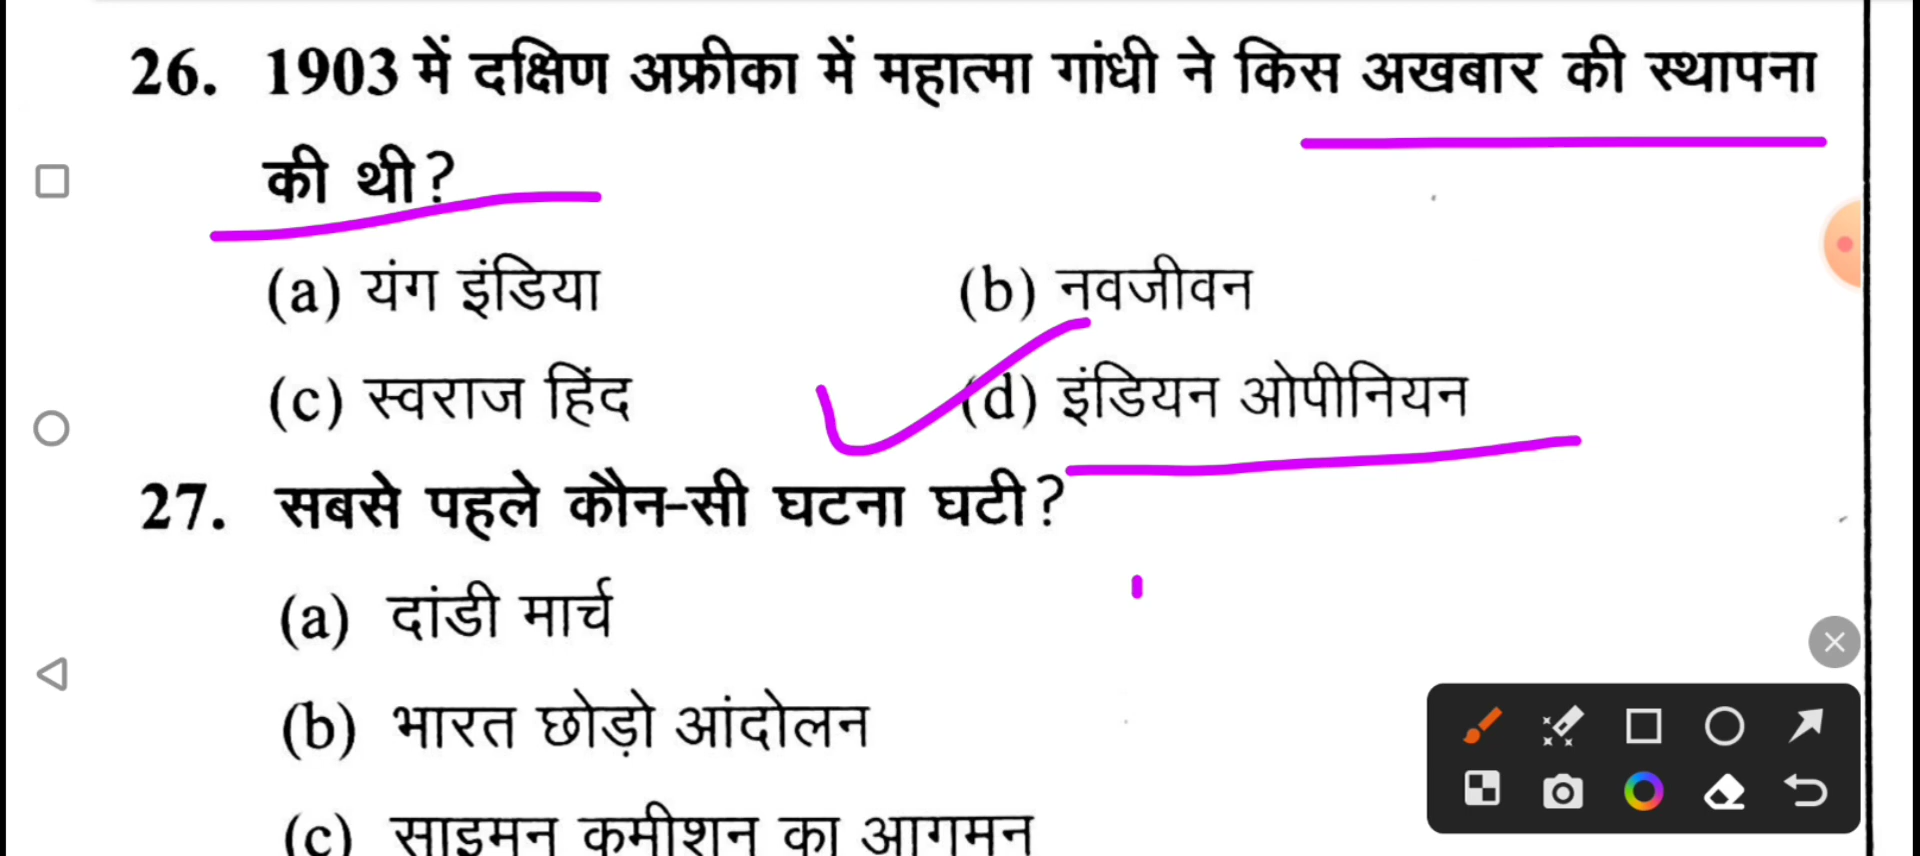 26. 1903 में दक्षिण अफ्रीका में महात्मा गांधी ने किस अखबार की स्थापना
की थी?
(a) यंग इंडिया (b) नवजीवन
(c) स्वराज हिंद (d) इंडियन ओपीनियन
27. सबसे पहले कौन-सी घटना घटी?
(a) दांडी मार्च
(b) भारत छोड़ो आंदोलन
(c) साइमन कमीशन का आगमन